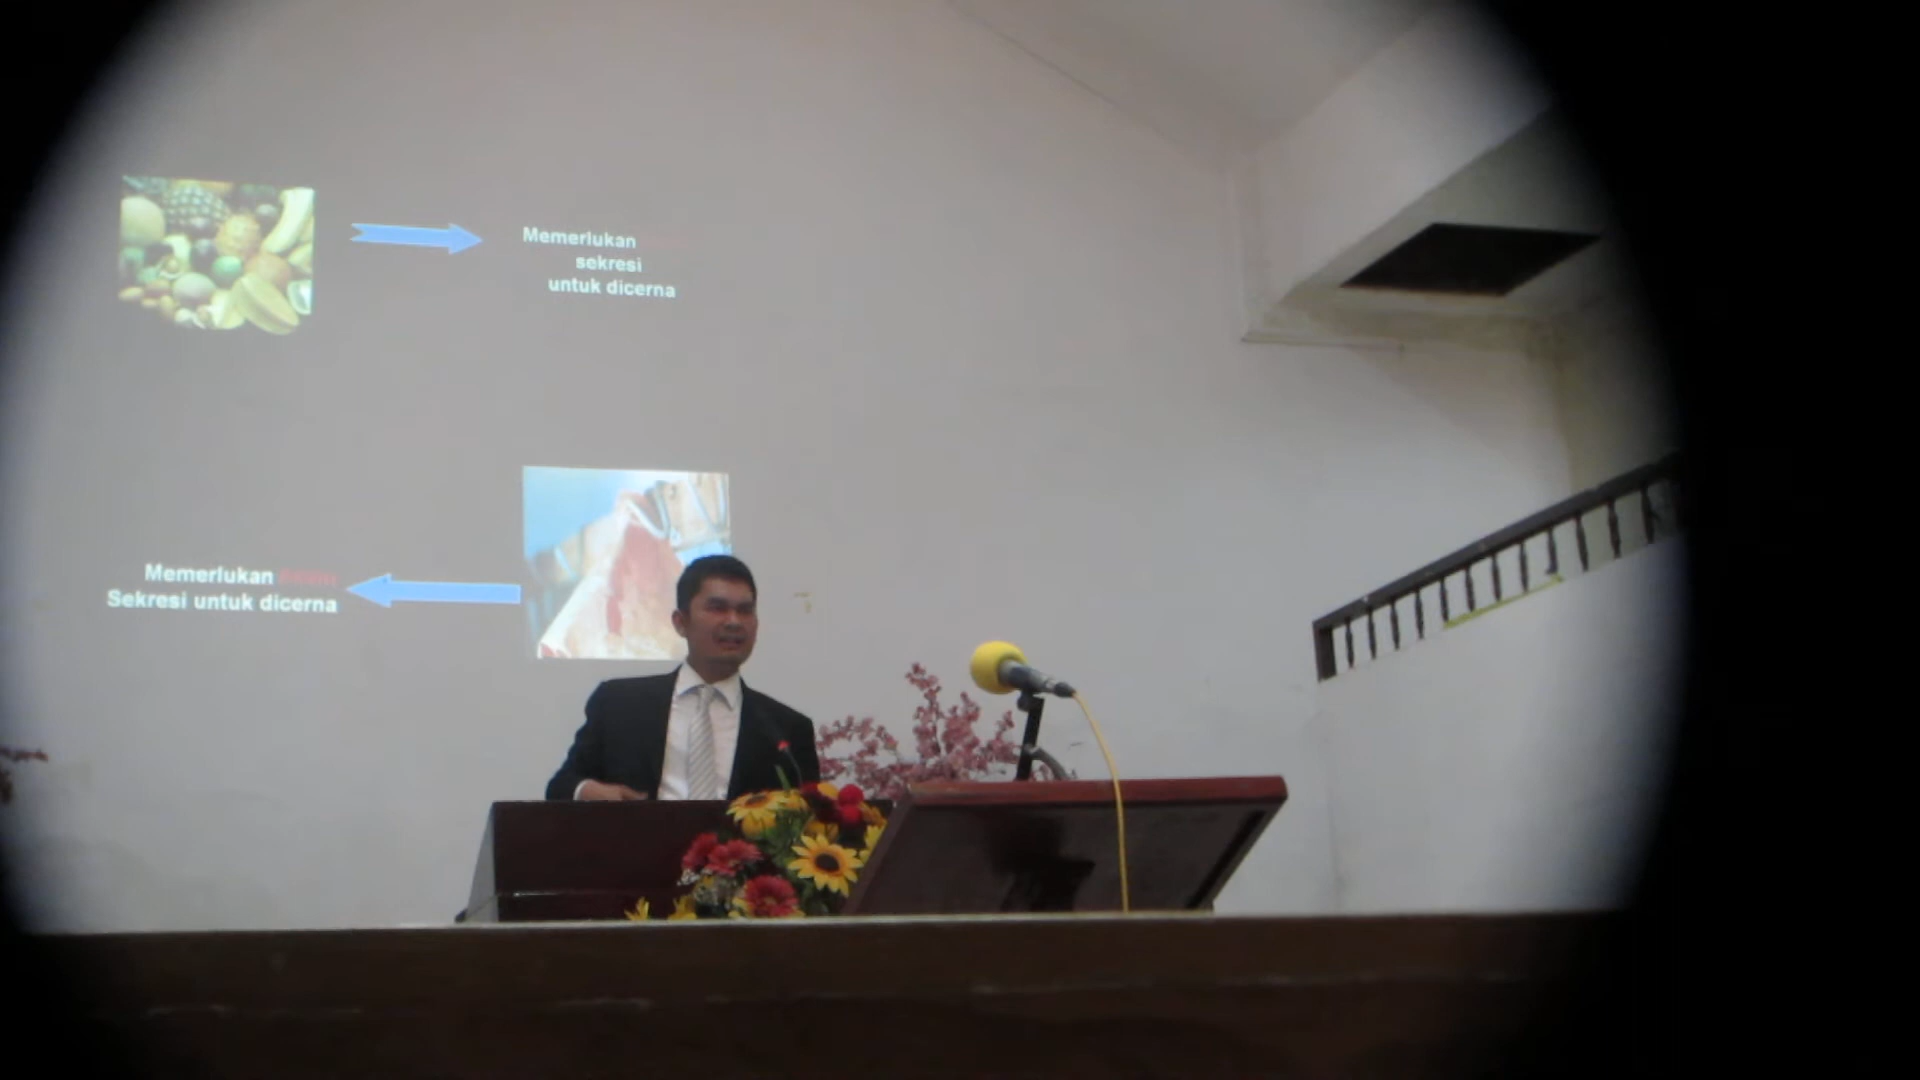 Memerlukan
sekresi
untuk dicerna
Memerlukan
Sekresi untuk dicerna